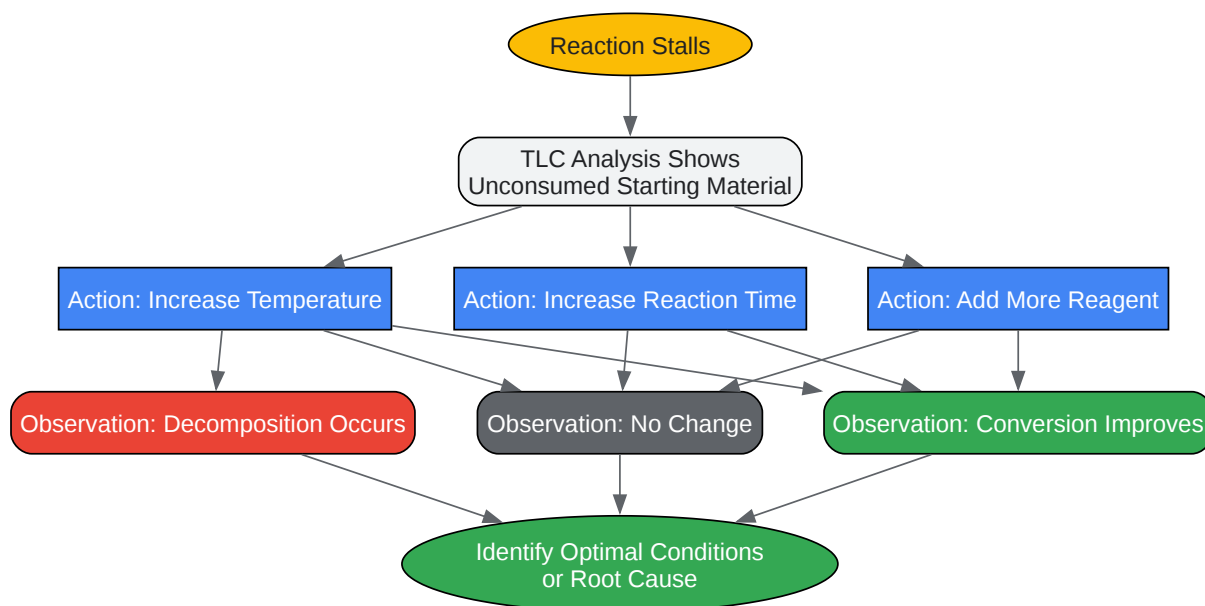 Reaction Stalls
TLC Analysis Shows
Unconsumed Starting Material
Action: Increase Temperature
Action: Increase Reaction Time
Action: Add More Reagent
Observation: Decomposition Occurs
Observation: No Change
Observation: Conversion Improves
Identify Optimal Conditions
or Root Cause